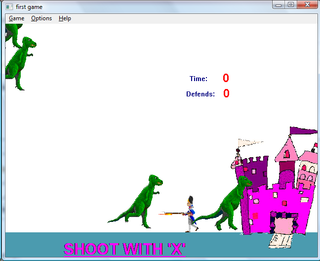 first game
Game Options Help
Time: 0
Defends: 0
SHOOT WITH 'X'